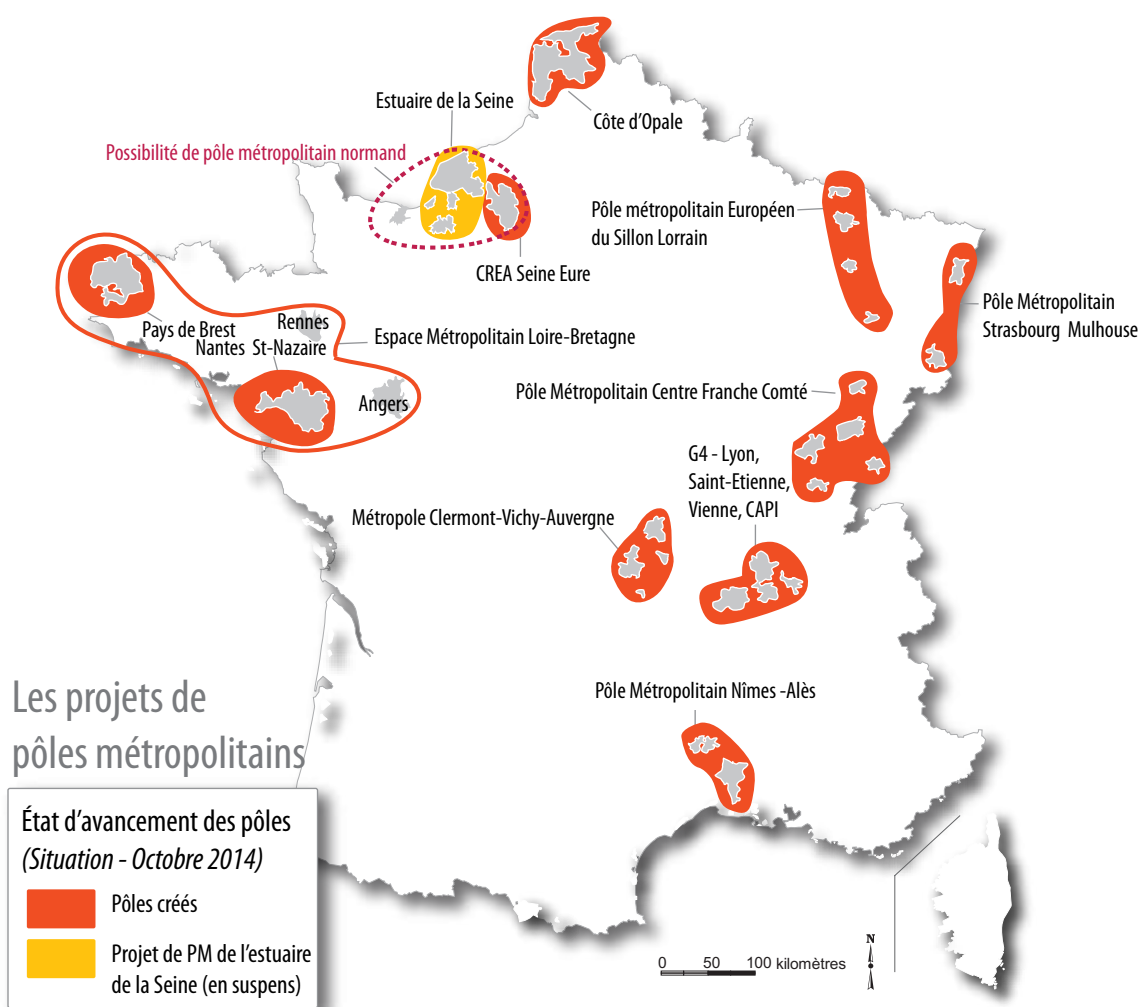 Estuaire de la Seine
Côte d'Opale
Possibilité de pôle métropolitain normand
Pôle métropolitain Européen
du Sillon Lorrain
CREA Seine Eure
Pôle Métropolitain
Strasbourg Mulhouse
Pays de Brest
Rennes
Nantes
St-Nazaire
Espace Métropolitain Loire-Bretagne
Angers
Pôle Métropolitain Centre Franche Comté
G4 - Lyon,
Saint-Etienne,
Vienne, CAPI
Métropole Clermont-Vichy-Auvergne
Pôle Métropolitain Nîmes -Alès
Les projets de
pôles métropolitains
État d'avancement des pôles
(Situation - Octobre 2014)
Pôles créés
Projet de PM de l'estuaire
de la Seine (en suspens)
0 50 100 kilomètres
N